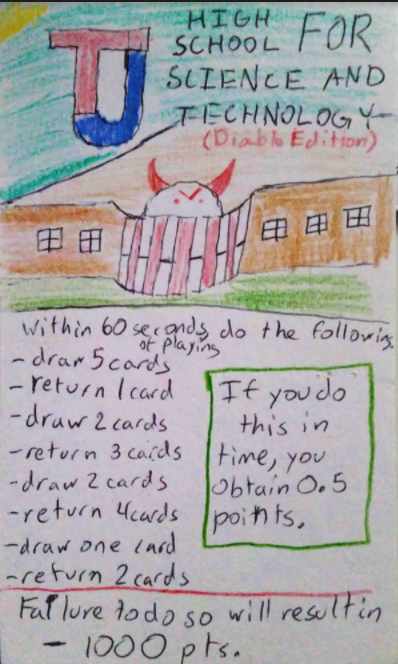 TJ
HIGH
SCHOOL FOR
SCIENCE AND
TECHNOLOGY
(Diablo Edition)
Within 60 seconds do the following.
of playing
- draw 5 cards
- return 1 card
- draw 2 cards
- return 3 cards
- draw 2 cards
- return 4 cards
- draw one card
- return 2 cards
If you do
this in
time, you
obtain 0.5
points.
Failure to do so will result in
- 1000 pts.